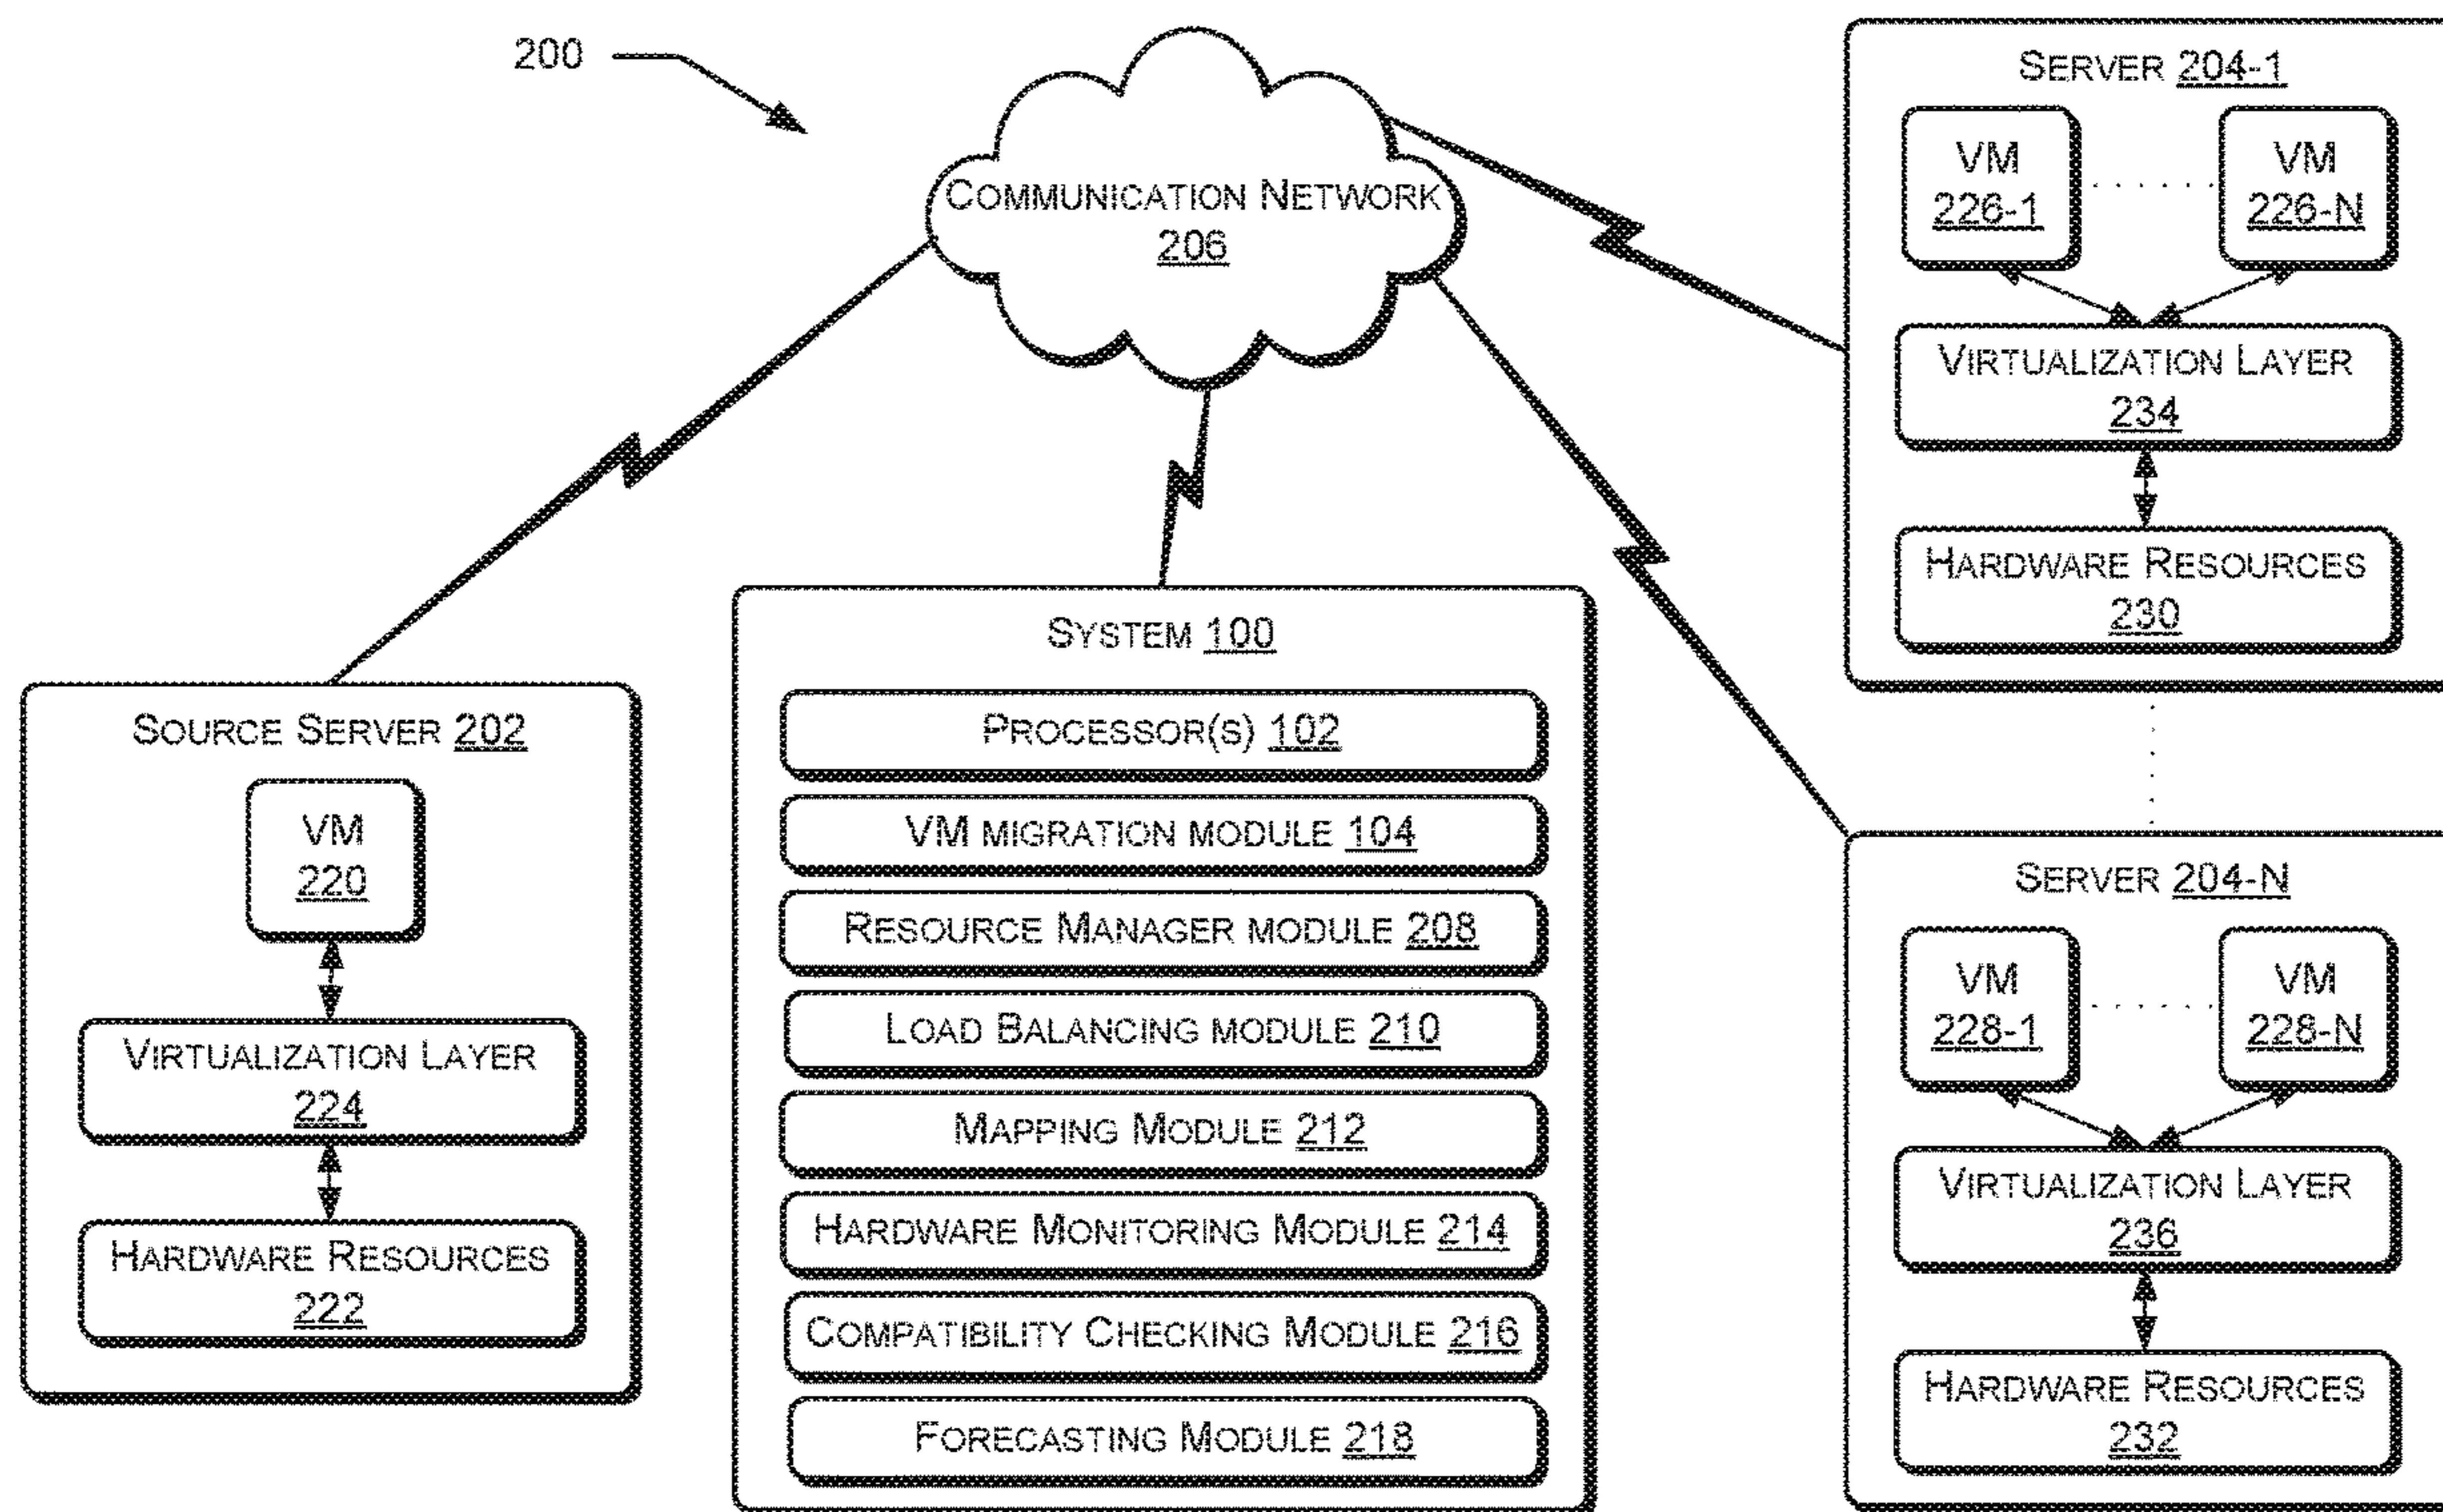 200
COMMUNICATION NETWORK
206
SERVER 204-1
VM
226-1
VM
226-N
VIRTUALIZATION LAYER
234
HARDWARE RESOURCES
230
SOURCE SERVER 202
VM
220
VIRTUALIZATION LAYER
224
HARDWARE RESOURCES
222
SYSTEM 100
PROCESSOR(S) 102
VM MIGRATION MODULE 104
RESOURCE MANAGER MODULE 208
LOAD BALANCING MODULE 210
MAPPING MODULE 212
HARDWARE MONITORING MODULE 214
COMPATIBILITY CHECKING MODULE 216
FORECASTING MODULE 218
SERVER 204-N
VM
228-1
VM
228-N
VIRTUALIZATION LAYER
236
HARDWARE RESOURCES
232